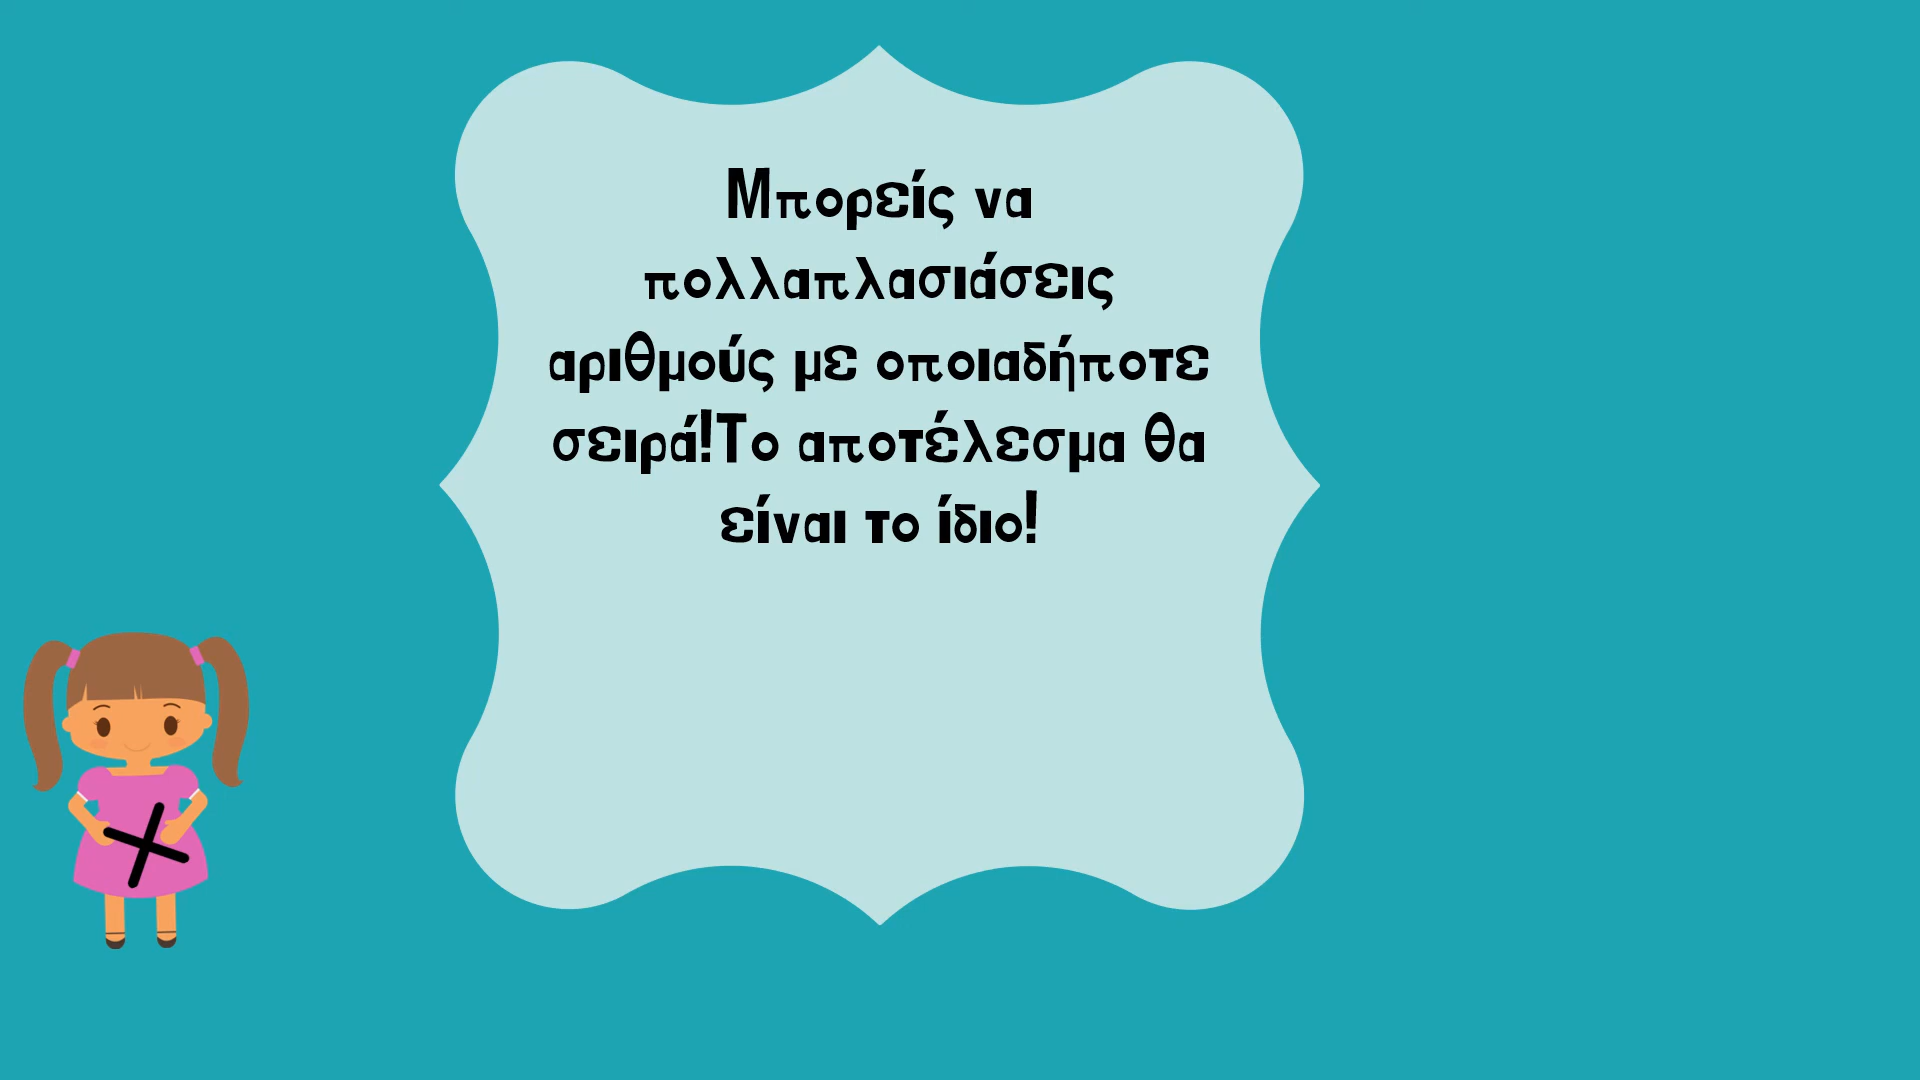 Μπορείς να
πολλαπλασιάσεις
αριθμούς με οποιαδήποτε
σειρά!Το αποτέλεσμα θα
είναι το ίδιο!